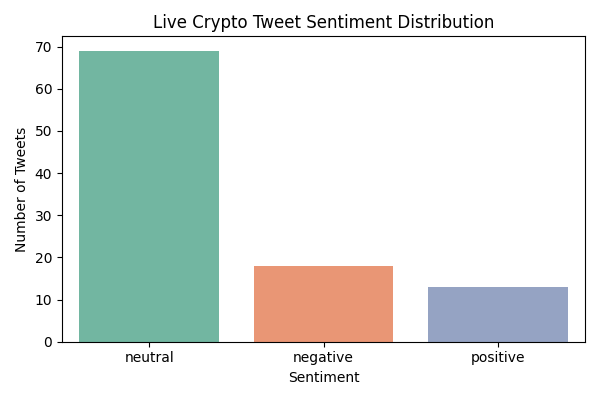 Live Crypto Tweet Sentiment Distribution
70
60
50
40
30
20
10
0
Number of Tweets
neutral negative positive
Sentiment